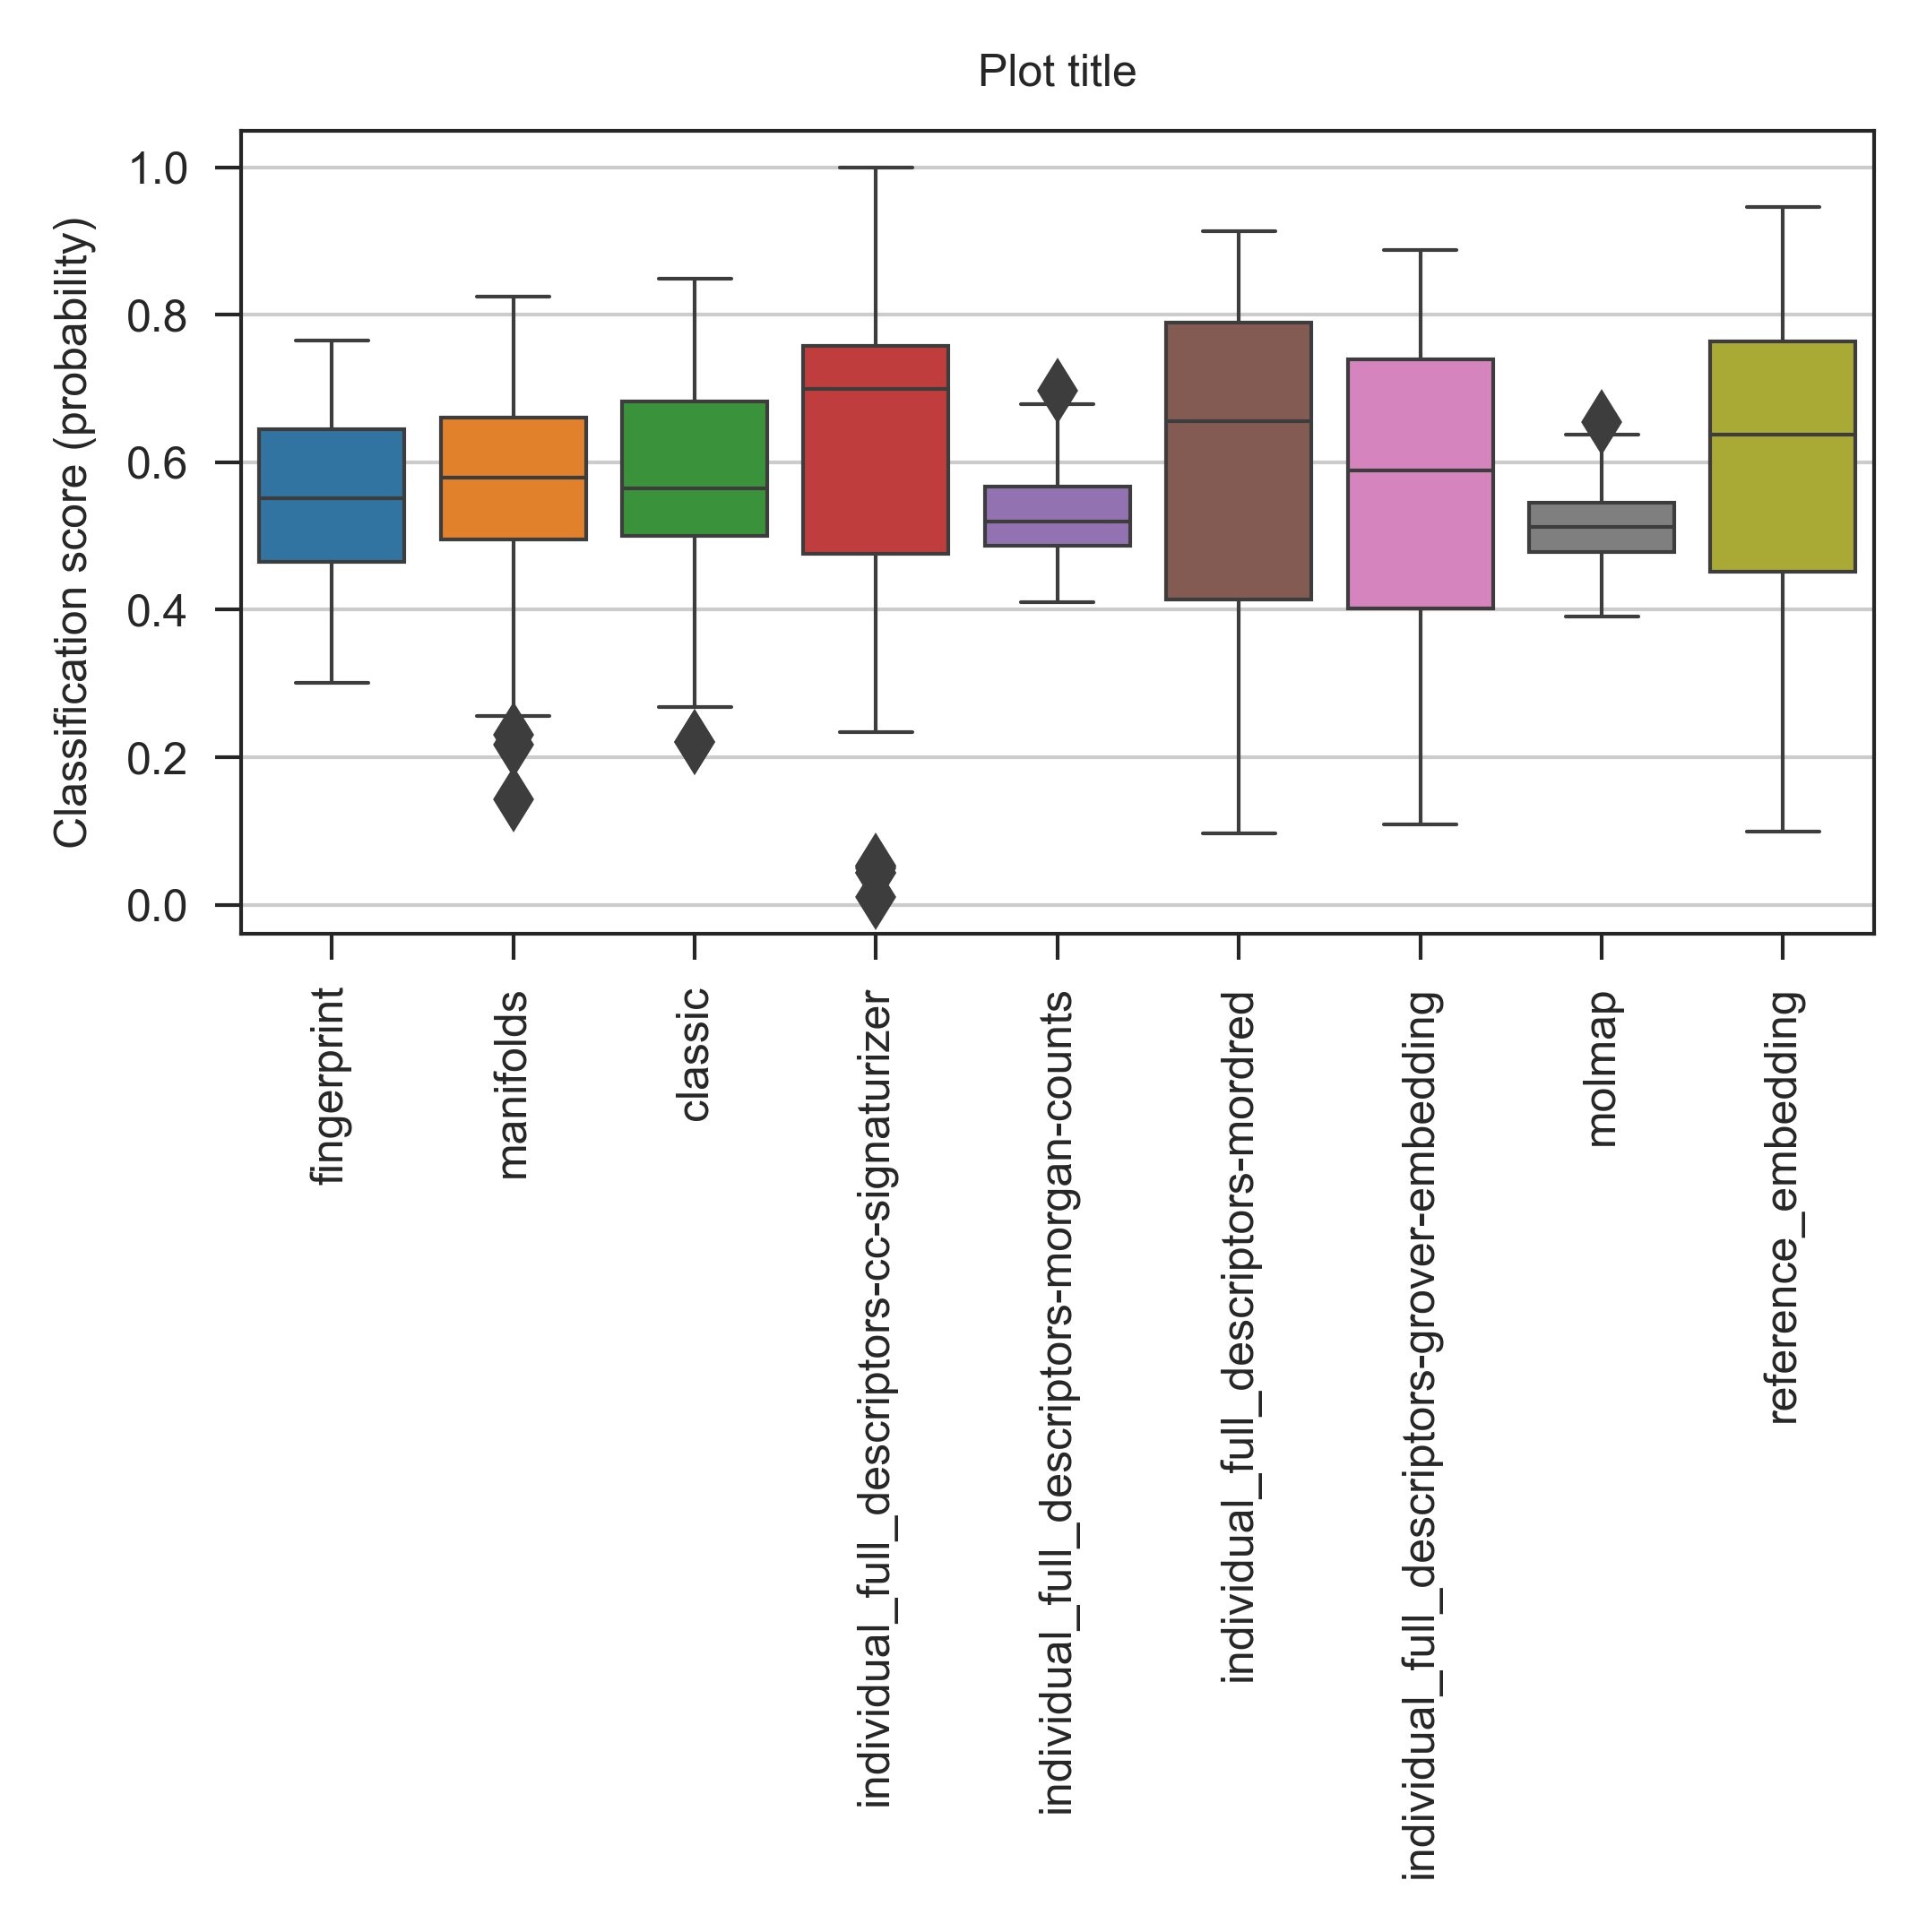 Plot title
Classification score (probability)
1.0
0.8
0.6
0.4
0.2
0.0
fingerprint
manifolds
classic
individual_full_descriptors-cc-signaturizer
individual_full_descriptors-morgan-counts
individual_full_descriptors-mordred
individual_full_descriptors-grover-embedding
molmap
reference_embedding